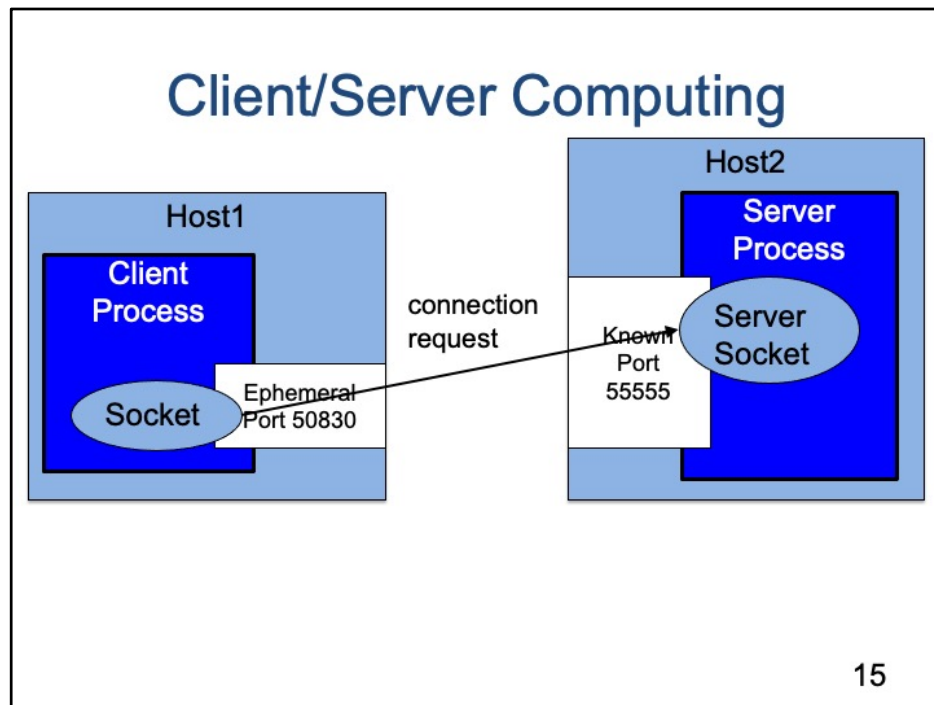 Client/Server Computing
Host1
Client
Process
Socket
Ephemeral
Port 50830
connection
request
Host2
Server
Process
Known
Port
55555
Server
Socket
15